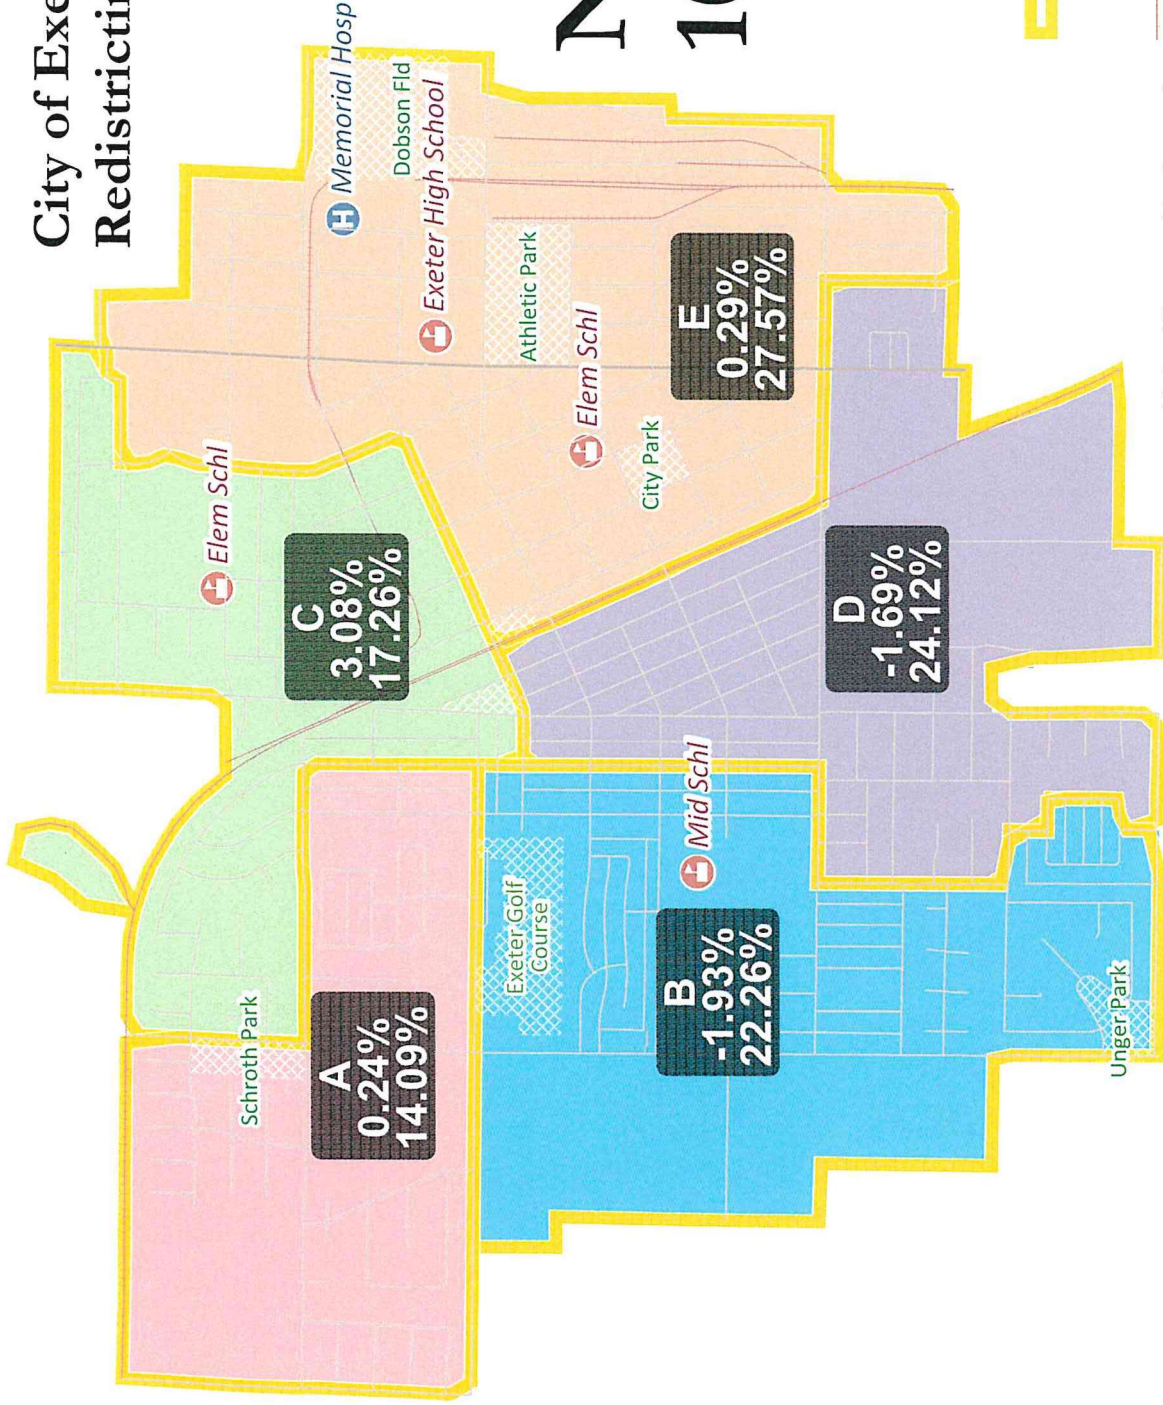 City of Exe
Redistrictin
N
10
Memorial Hosp
Dobson Fld
Exeter High School
Athletic Park
Elem Schl
City Park
E
0.29%
27.57%
Elem Schl
C
3.08%
17.26%
D
-1.69%
24.12%
Mid Schl
Exeter Golf
Course
B
-1.93%
22.26%
Unger Park
Schroth Park
A
0.24%
14.09%